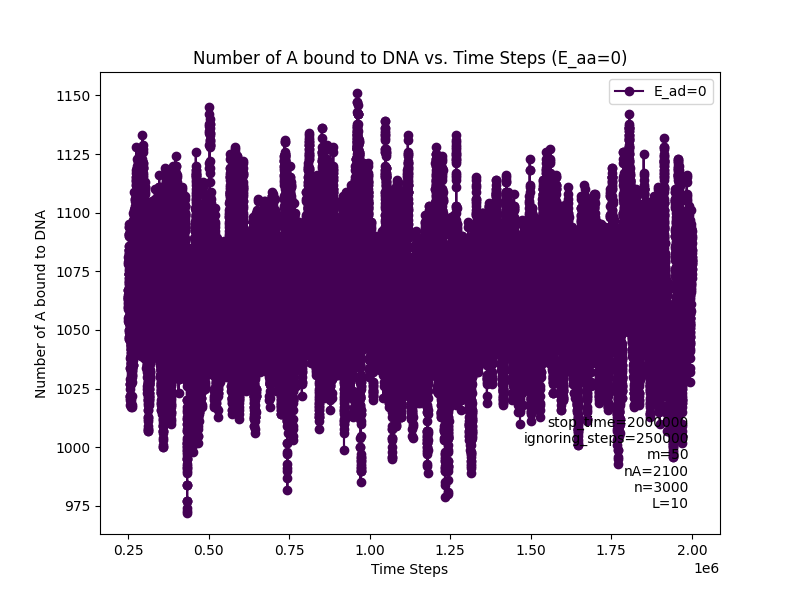 Number of A bound to DNA vs. Time Steps (E_aa=0)
E_ad=0
Number of A bound to DNA
1150
1125
1100
1075
1050
1025
1000
975
stop_time=2000000
ignoring_steps=250000
nA=2100
n=3000
L=10
0.25 0.50 0.75 1.00 1.25 1.50 1.75 2.00
1e6
Time Steps